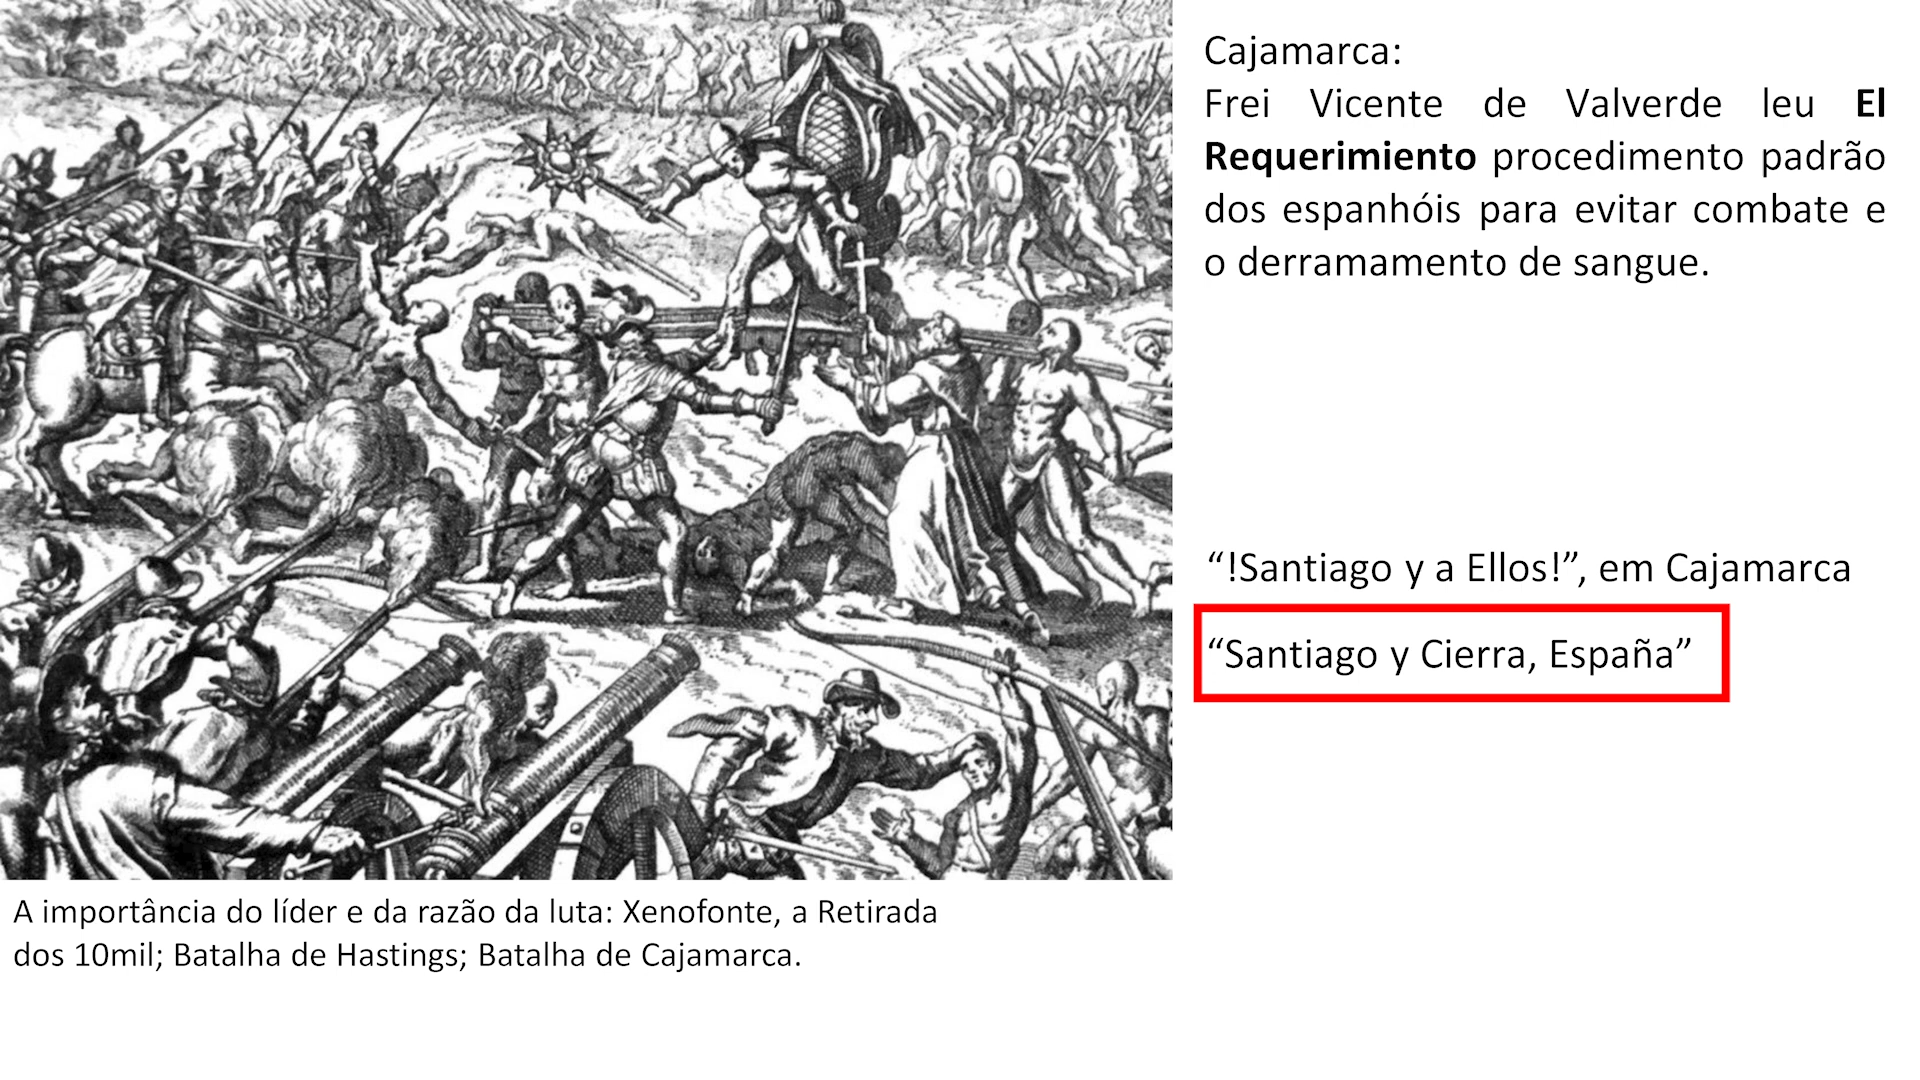 Cajamarca:
Frei Vicente de Valverde leu El
Requerimiento procedimento padrão
dos espanhóis para evitar combate e
o derramamento de sangue.
“!Santiago y a Ellos!”, em Cajamarca
“Santiago y Cierra, España”
A importância do líder e da razão da luta: Xenofonte, a Retirada
dos 10mil; Batalha de Hastings; Batalha de Cajamarca.